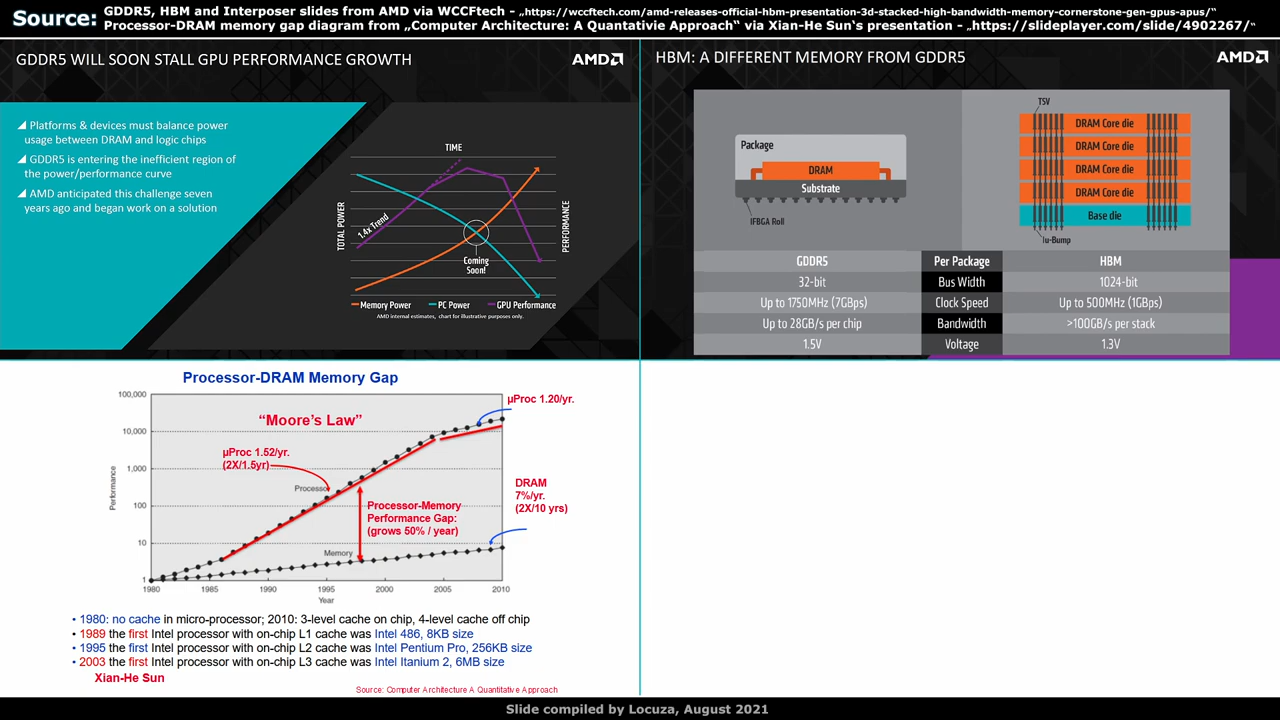 Source:
GDDR5, HBM and Interposer slides from AMD via WCCFtech - „https://wccftech.com/amd-releases-official-hbm-presentation-3d-stacked-high-bandwidth-memory-cornerstone-gen-gpus-apus/“
Processor-DRAM memory gap diagram from „Computer Architecture: A Quantativie Approach“ via Xian-He Sun‘s presentation - „https://slideplayer.com/slide/4902267/“
GDDR5 WILL SOON STALL GPU PERFORMANCE GROWTH
AMD
Platforms & devices must balance power
usage between DRAM and logic chips
GDDR5 is entering the inefficient region of
the power/performance curve
AMD anticipated this challenge seven
years ago and began work on a solution
TIME
TOTAL POWER
1.4x Trend
Coming
Soon!
PERFORMANCE
Memory Power
PC Power
GPU Performance
AMD internal estimates, chart for illustrative purposes only.
HBM: A DIFFERENT MEMORY FROM GDDR5
AMD
Package
DRAM
Substrate
IFBGA Roll
TSV
DRAM Core die
DRAM Core die
DRAM Core die
DRAM Core die
Base die
Iu-Bump
GDDR5 Per Package HBM
32-bit Bus Width 1024-bit
Up to 1750MHz (7GBps) Clock Speed Up to 500MHz (1GBps)
Up to 28GB/s per chip Bandwidth >100GB/s per stack
1.5V Voltage 1.3V
Processor-DRAM Memory Gap
100,000
10,000
1,000
100
10
1
Performance
“Moore’s Law”
µProc 1.52/yr.
(2X/1.5yr)
Processor
Processor-Memory
Performance Gap:
(grows 50% / year)
Memory
µProc 1.20/yr.
DRAM
7%/yr.
(2X/10 yrs)
1980 1985 1990 1995 2000 2005 2010
Year
• 1980: no cache in micro-processor; 2010: 3-level cache on chip, 4-level cache off chip
• 1989 the first Intel processor with on-chip L1 cache was Intel 486, 8KB size
• 1995 the first Intel processor with on-chip L2 cache was Intel Pentium Pro, 256KB size
• 2003 the first Intel processor with on-chip L3 cache was Intel Itanium 2, 6MB size
Xian-He Sun
Source: Computer Architecture A Quantitative Approach
Slide compiled by Locuza, August 2021